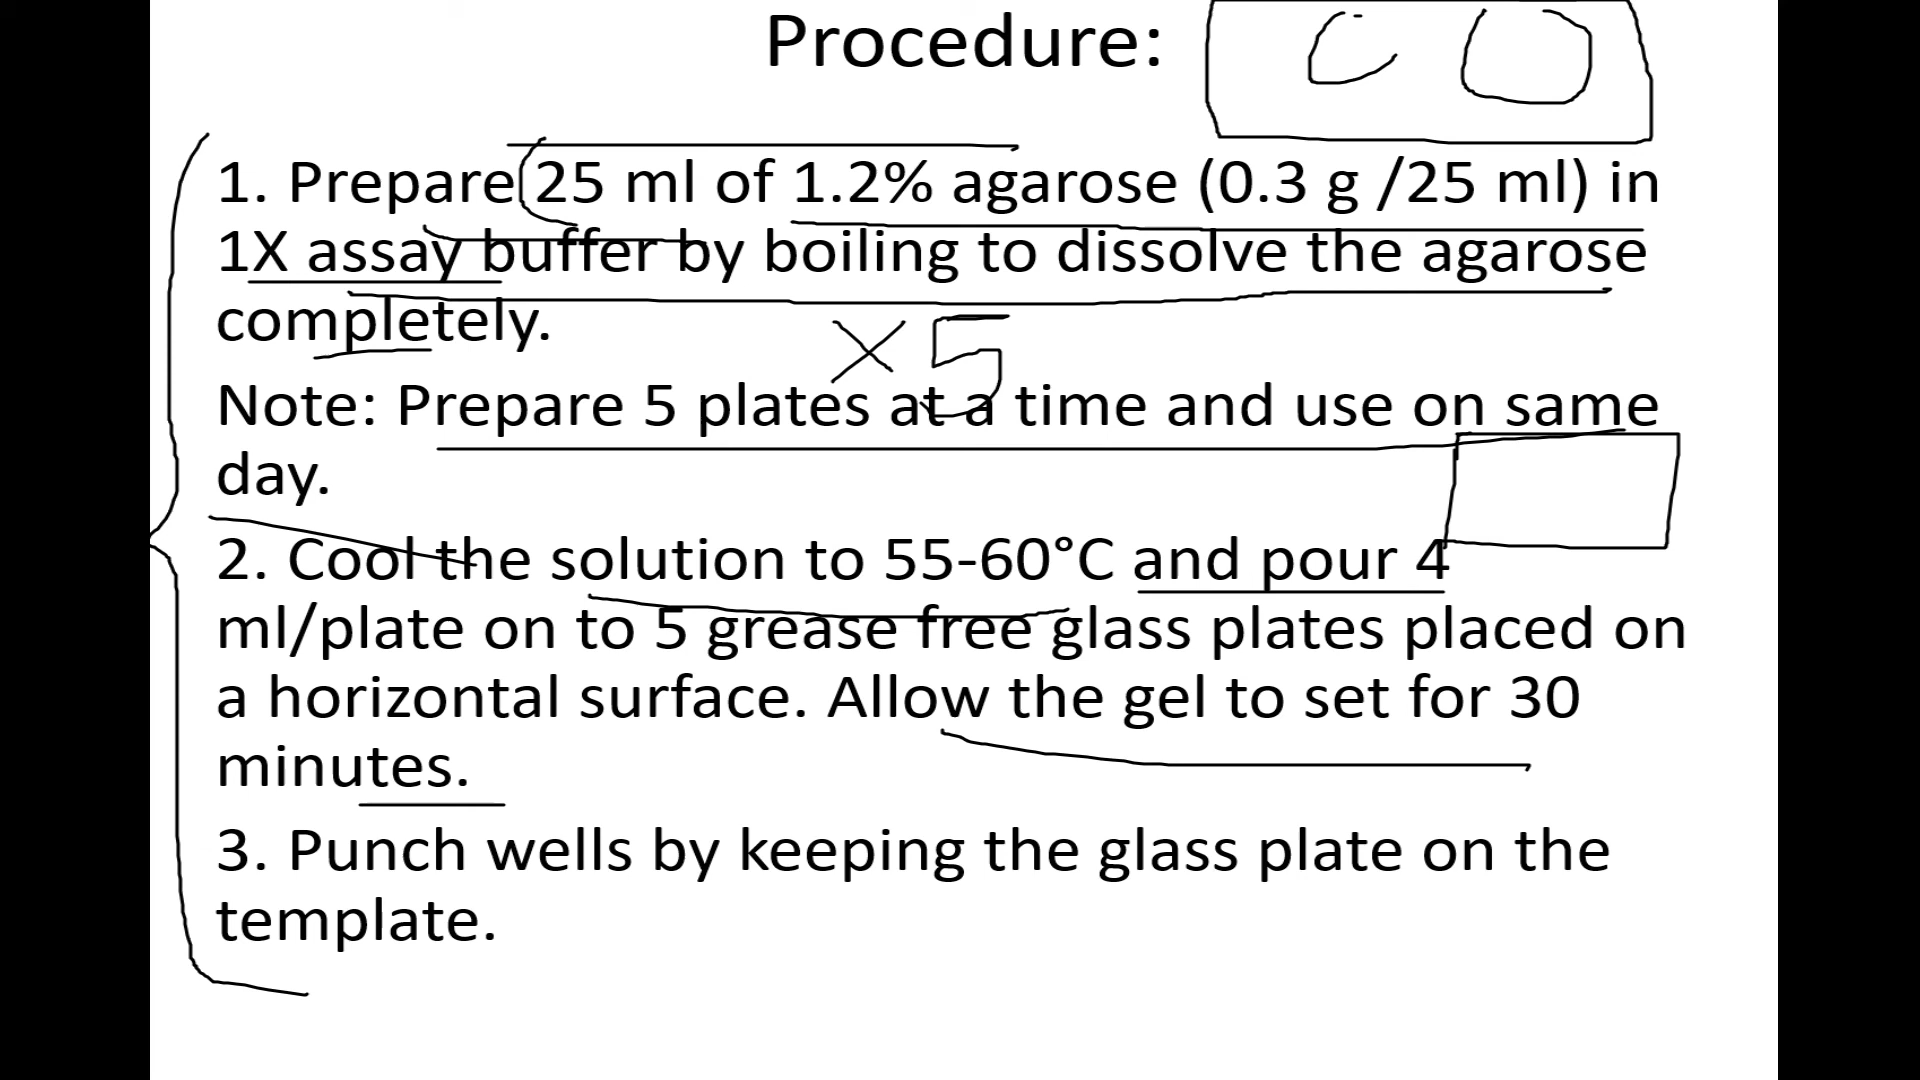 Procedure:
1. Prepare 25 ml of 1.2% agarose (0.3 g /25 ml) in
1X assay buffer by boiling to dissolve the agarose
completely.
×5
Note: Prepare 5 plates at a time and use on same
day.
2. Cool the solution to 55-60°C and pour 4
ml/plate on to 5 grease free glass plates placed on
a horizontal surface. Allow the gel to set for 30
minutes.
3. Punch wells by keeping the glass plate on the
template.